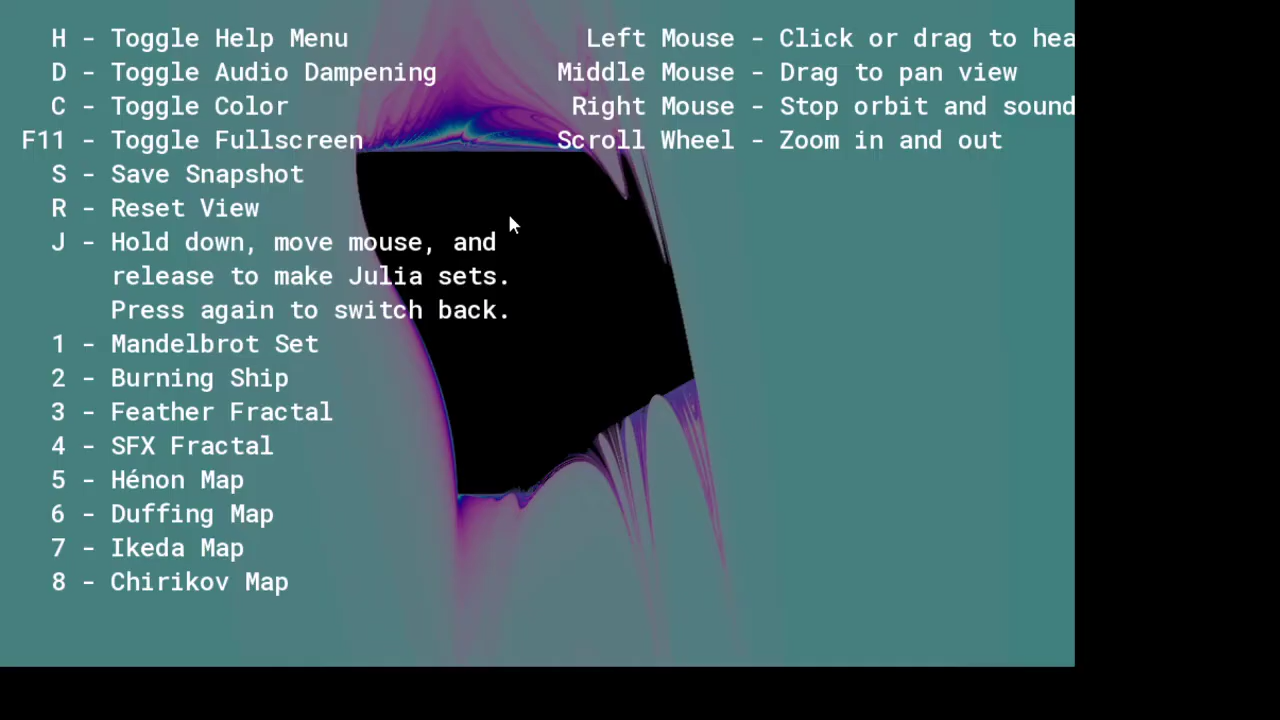 H - Toggle Help Menu
D - Toggle Audio Dampening
C - Toggle Color
F11 - Toggle Fullscreen
S - Save Snapshot
R - Reset View
J - Hold down, move mouse, and
release to make Julia sets.
Press again to switch back.
1 - Mandelbrot Set
2 - Burning Ship
3 - Feather Fractal
4 - SFX Fractal
5 - Hénon Map
6 - Duffing Map
7 - Ikeda Map
8 - Chirikov Map
Left Mouse - Click or drag to
Middle Mouse - Drag to pan view
Right Mouse - Stop orbit and sound
Scroll Wheel - Zoom in and out